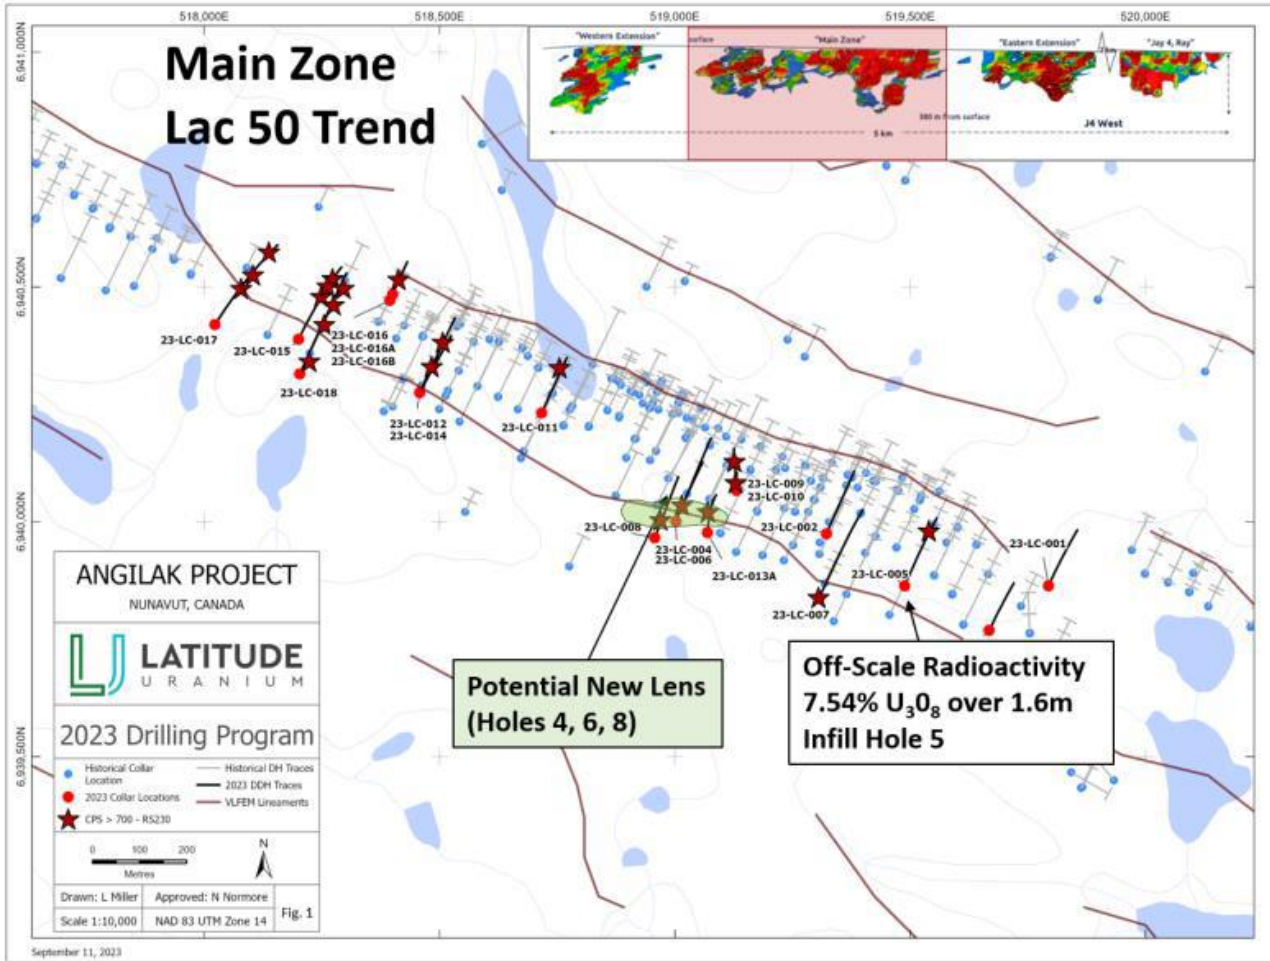 518,000E
518,500E
519,000E
519,500E
520,000E
6,941,000N
6,940,500N
6,940,000N
6,939,500N
Main Zone
Lac 50 Trend
"Western Extension"
surface
"Main Zone"
"Eastern Extension"
"Jay 4, Ray"
380 m from surface
J4 West
5 km
23-LC-017
23-LC-015
23-LC-018
23-LC-016
23-LC-016A
23-LC-016B
23-LC-012
23-LC-014
23-LC-011
23-LC-009
23-LC-010
23-LC-008
23-LC-004
23-LC-006
23-LC-013A
23-LC-002
23-LC-007
23-LC-005
23-LC-001
Potential New Lens
(Holes 4, 6, 8)
Off-Scale Radioactivity
7.54% U₃0₈ over 1.6m
Infill Hole 5
ANGILAK PROJECT
NUNAVUT, CANADA
LATITUDE
URANIUM
2023 Drilling Program
Historical Collar
Location
2023 Collar Locations
CPS > 700 - RS230
Historical DH Traces
2023 DDH Traces
VLFEM Lineaments
0 100 200
Metres
N
Drawn: L Miller
Approved: N Normore
Scale 1:10,000
NAD 83 UTM Zone 14
Fig. 1
September 11, 2023